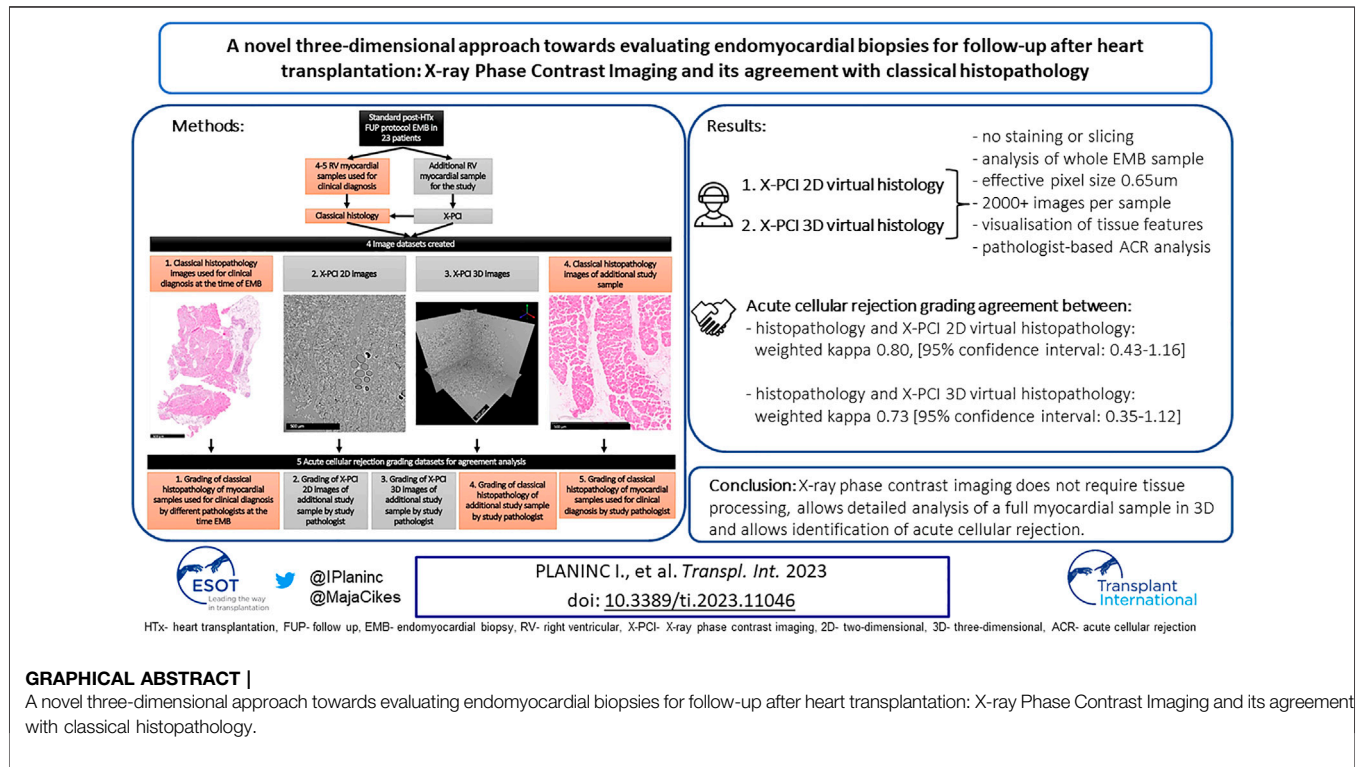 A novel three-dimensional approach towards evaluating endomyocardial biopsies for follow-up after heart
transplantation: X-ray Phase Contrast Imaging and its agreement with classical histopathology
Methods:
Standard post-HTx
FUP protocol EMB in
23 patients
4-5 RV myocardial
samples used for
clinical diagnosis
Additional RV
myocardial sample
for the study
Classical histology
X-PCI
4 Image datasets created
1. Classical histopathology
images used for clinical
diagnosis at the time of EMB
2. X-PCI 2D Images
3. X-PCI 3D Images
4. Classical histopathology
images of additional study
sample
500 µm
500 µm
5 Acute cellular rejection grading datasets for agreement analysis
1. Grading of classical
histopathology of myocardial
samples used for clinical diagnosis
by different pathologists at the
time EMB
2. Grading of X-PCI
2D Images of
additional study
sample by study
pathologist
3. Grading of X-PCI
3D Images of
additional study
sample by study
pathologist
4. Grading of classical
histopathology of
additional study sample
by study pathologist
5. Grading of classical
histopathology of myocardial
samples used for clinical
diagnosis by study pathologist
Results:
1. X-PCI 2D virtual histology
2. X-PCI 3D virtual histology
- no staining or slicing
- analysis of whole EMB sample
- effective pixel size 0.65um
- 2000+ images per sample
- visualisation of tissue features
- pathologist-based ACR analysis
Acute cellular rejection grading agreement between:
- histopathology and X-PCI 2D virtual histopathology:
weighted kappa 0.80, [95% confidence interval: 0.43-1.16]
- histopathology and X-PCI 3D virtual histopathology:
weighted kappa 0.73 [95% confidence interval: 0.35-1.12]
Conclusion: X-ray phase contrast imaging does not require tissue
processing, allows detailed analysis of a full myocardial sample in 3D
and allows identification of acute cellular rejection.
ESOT
Leading the way
in transplantation
@IPlaninc
@MajaCikes
PLANINC I., et al. Transpl. Int. 2023
doi: 10.3389/ti.2023.11046
Transplant
International
HTx- heart transplantation, FUP- follow up, EMB- endomyocardial biopsy, RV- right ventricular, X-PCI- X-ray phase contrast imaging, 2D- two-dimensional, 3D- three-dimensional, ACR- acute cellular rejection
GRAPHICAL ABSTRACT |
A novel three-dimensional approach towards evaluating endomyocardial biopsies for follow-up after heart transplantation: X-ray Phase Contrast Imaging and its agreement
with classical histopathology.